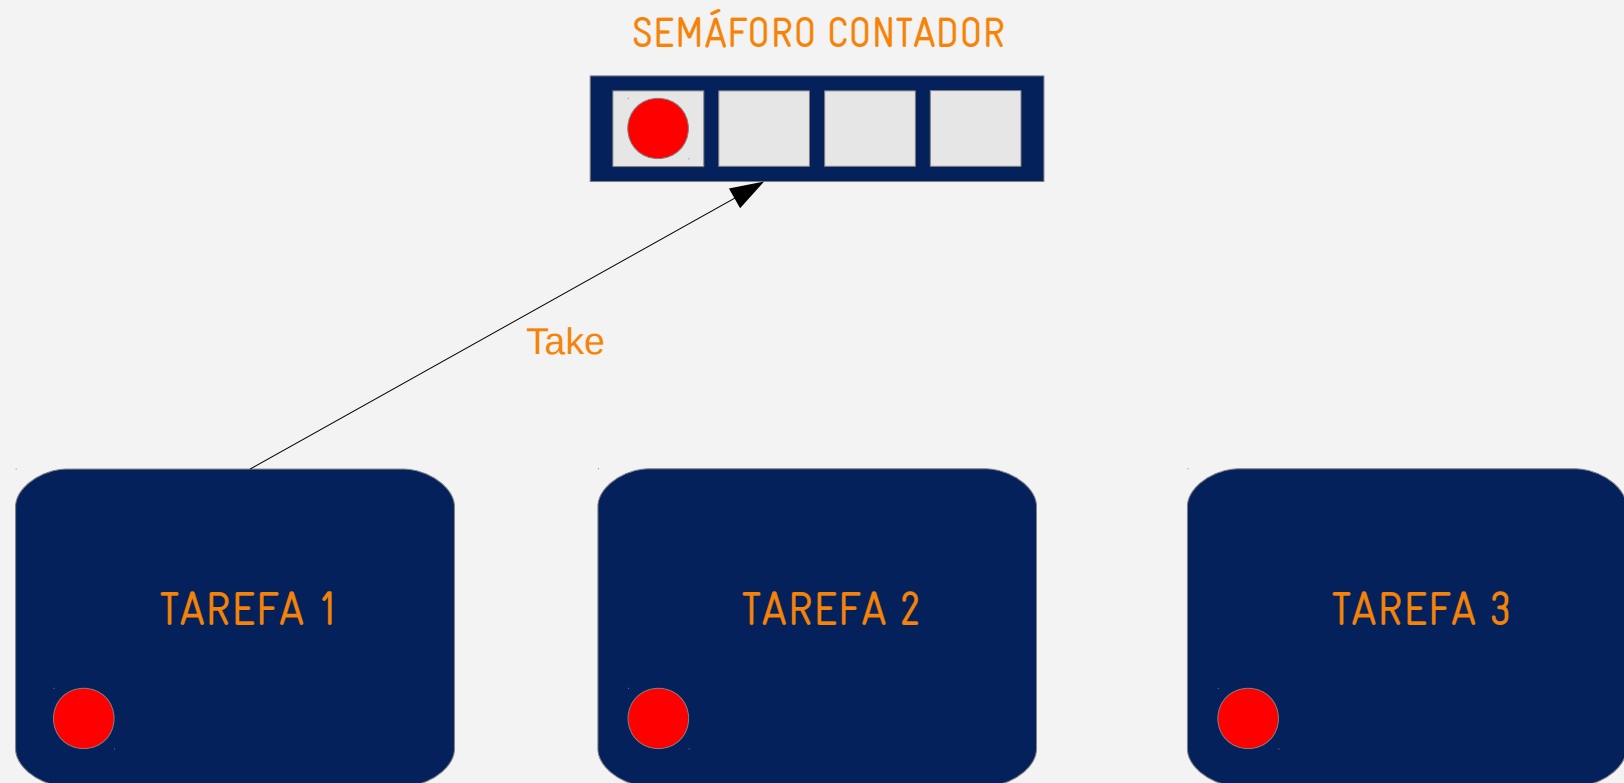 SEMÁFORO CONTADOR
Take
TAREFA 1
TAREFA 2
TAREFA 3